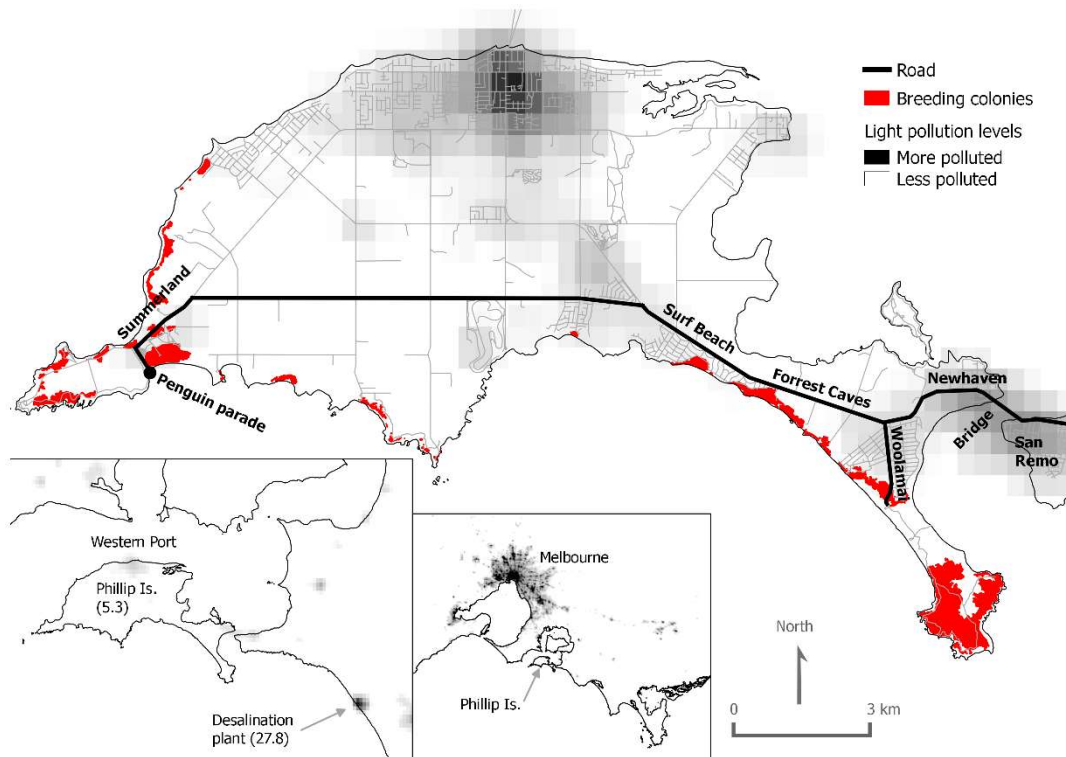 Road
Breeding colonies
Light pollution levels
More polluted
Less polluted
Summerland
Penguin parade
Surf Beach
Forrest Caves
Newhaven
Bridge
San
Remo
Woolamai
Western Port
Phillip Is.
(5.3)
Desalination
plant (27.8)
Melbourne
Phillip Is.
North
0 3 km